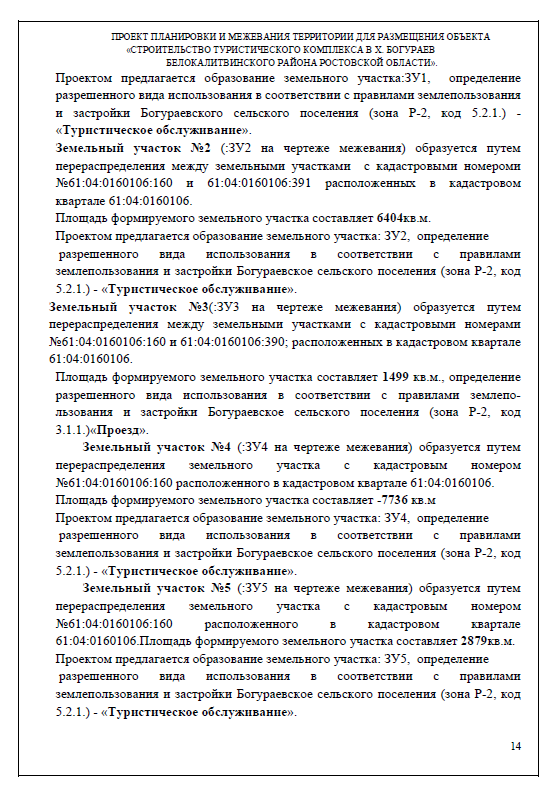 ПРОЕКТ ПЛАНИРОВКИ И МЕЖЕВАНИЯ ТЕРРИТОРИИ ДЛЯ РАЗМЕЩЕНИЯ ОБЪЕКТА
«СТРОИТЕЛЬСТВО ТУРИСТИЧЕСКОГО КОМПЛЕКСА В Х. БОГУРАЕВ
БЕЛОКАЛИТВИНСКОГО РАЙОНА РОСТОВСКОЙ ОБЛАСТИ».
Проектом предлагается образование земельного участка:ЗУ1, определение
разрешенного вида использования в соответствии с правилами землепользования
и застройки Богураевского сельского поселения (зона Р-2, код 5.2.1.) -
«Туристическое обслуживание».
Земельный участок №2 (:ЗУ2 на чертеже межевания) образуется путем
перераспределения между земельными участками с кадастровыми номероми
№61:04:0160106:160 и 61:04:0160106:391 расположенных в кадастровом
квартале 61:04:0160106.
Площадь формируемого земельного участка составляет 6404кв.м.
Проектом предлагается образование земельного участка: ЗУ2, определение
разрешенного вида использования в соответствии с правилами
землепользования и застройки Богураевское сельского поселения (зона Р-2, код
5.2.1.) - «Туристическое обслуживание».
Земельный участок №3(:ЗУ3 на чертеже межевания) образуется путем
перераспределения между земельными участками с кадастровыми номерами
№61:04:0160106:160 и 61:04:0160106:390; расположенных в кадастровом квартале
61:04:0160106.
Площадь формируемого земельного участка составляет 1499 кв.м., определение
разрешенного вида использования в соответствии с правилами землепо-
льзования и застройки Богураевское сельского поселения (зона Р-2, код
3.1.1.)«Проезд».
Земельный участок №4 (:ЗУ4 на чертеже межевания) образуется путем
перераспределения земельного участка с кадастровым номером
№61:04:0160106:160 расположенного в кадастровом квартале 61:04:0160106.
Площадь формируемого земельного участка составляет -7736 кв.м
Проектом предлагается образование земельного участка: ЗУ4, определение
разрешенного вида использования в соответствии с правилами
землепользования и застройки Богураевское сельского поселения (зона Р-2, код
5.2.1.) - «Туристическое обслуживание».
Земельный участок №5 (:ЗУ5 на чертеже межевания) образуется путем
перераспределения земельного участка с кадастровым номером
№61:04:0160106:160 расположенного в кадастровом квартале
61:04:0160106.Площадь формируемого земельного участка составляет 2879кв.м.
Проектом предлагается образование земельного участка: ЗУ5, определение
разрешенного вида использования в соответствии с правилами
землепользования и застройки Богураевское сельского поселения (зона Р-2, код
5.2.1.) - «Туристическое обслуживание».
14